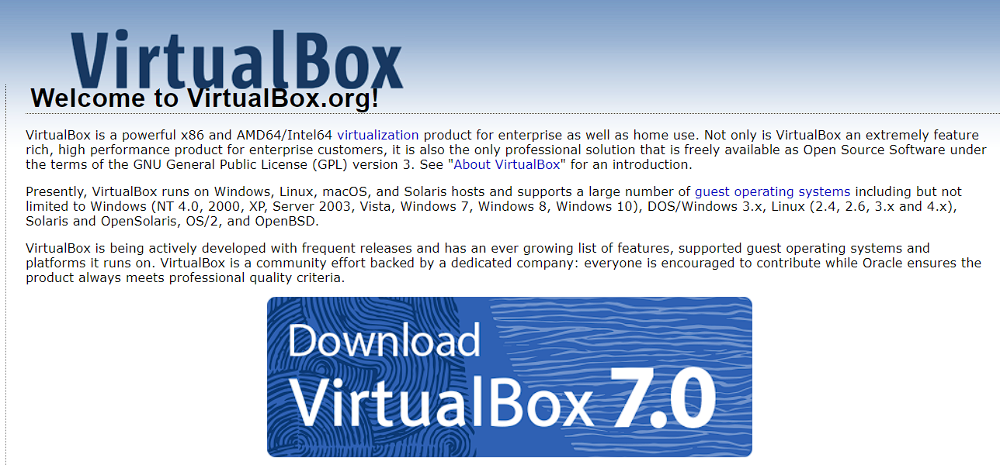 VirtualBox
Welcome to VirtualBox.org!
VirtualBox is a powerful x86 and AMD64/Intel64 virtualization product for enterprise as well as home use. Not only is VirtualBox an extremely feature
rich, high performance product for enterprise customers, it is also the only professional solution that is freely available as Open Source Software under
the terms of the GNU General Public License (GPL) version 3. See "About VirtualBox" for an introduction.
Presently, VirtualBox runs on Windows, Linux, macOS, and Solaris hosts and supports a large number of guest operating systems including but not
limited to Windows (NT 4.0, 2000, XP, Server 2003, Vista, Windows 7, Windows 8, Windows 10), DOS/Windows 3.x, Linux (2.4, 2.6, 3.x and 4.x),
Solaris and OpenSolaris, OS/2, and OpenBSD.
VirtualBox is being actively developed with frequent releases and has an ever growing list of features, supported guest operating systems and
platforms it runs on. VirtualBox is a community effort backed by a dedicated company: everyone is encouraged to contribute while Oracle ensures the
product always meets professional quality criteria.
Download
VirtualBox 7.0